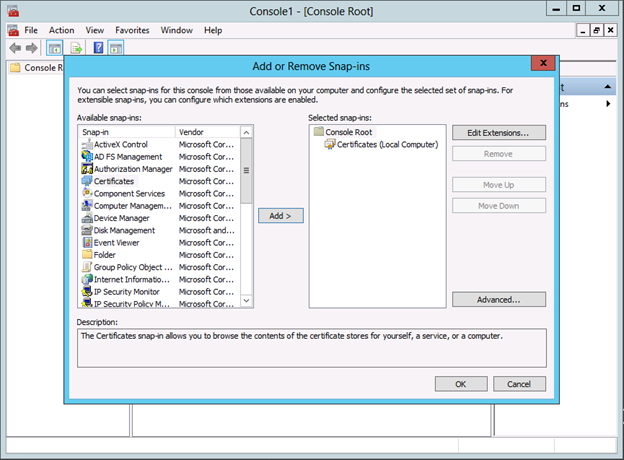 Console1 - [Console Root]
File Action View Favorites Window Help
Console R
Add or Remove Snap-ins
t
ns
You can select snap-ins for this console from those available on your computer and configure the selected set of snap-ins. For
extensible snap-ins, you can configure which extensions are enabled.
Available snap-ins:
Selected snap-ins:
Snap-in Vendor
ActiveX Control Microsoft Cor...
AD FS Management Microsoft Cor...
Authorization Manager Microsoft Cor...
Certificates Microsoft Cor...
Component Services Microsoft Cor...
Computer Managem... Microsoft Cor...
Device Manager Microsoft Cor...
Disk Management Microsoft and...
Event Viewer Microsoft Cor...
Folder Microsoft Cor...
Group Policy Object ... Microsoft Cor...
Internet Informatio... Microsoft Cor...
IP Security Monitor Microsoft Cor...
IP Security Policy M... Microsoft Cor...
Add >
Console Root
Certificates (Local Computer)
Edit Extensions...
Remove
Move Up
Move Down
Advanced...
Description:
The Certificates snap-in allows you to browse the contents of the certificate stores for yourself, a service, or a computer.
OK
Cancel